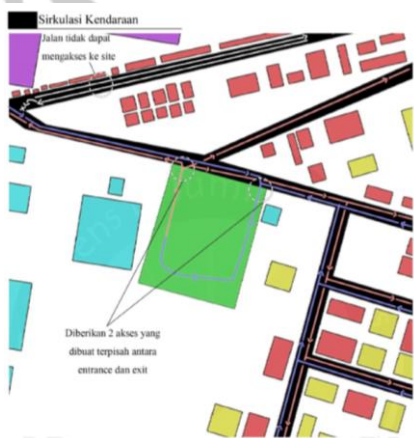 Sirkulasi Kendaraan
Jalan tidak dapat
mengakses ke site
Diberikan 2 akses yang
dibuat terpisah antara
entrance dan exit